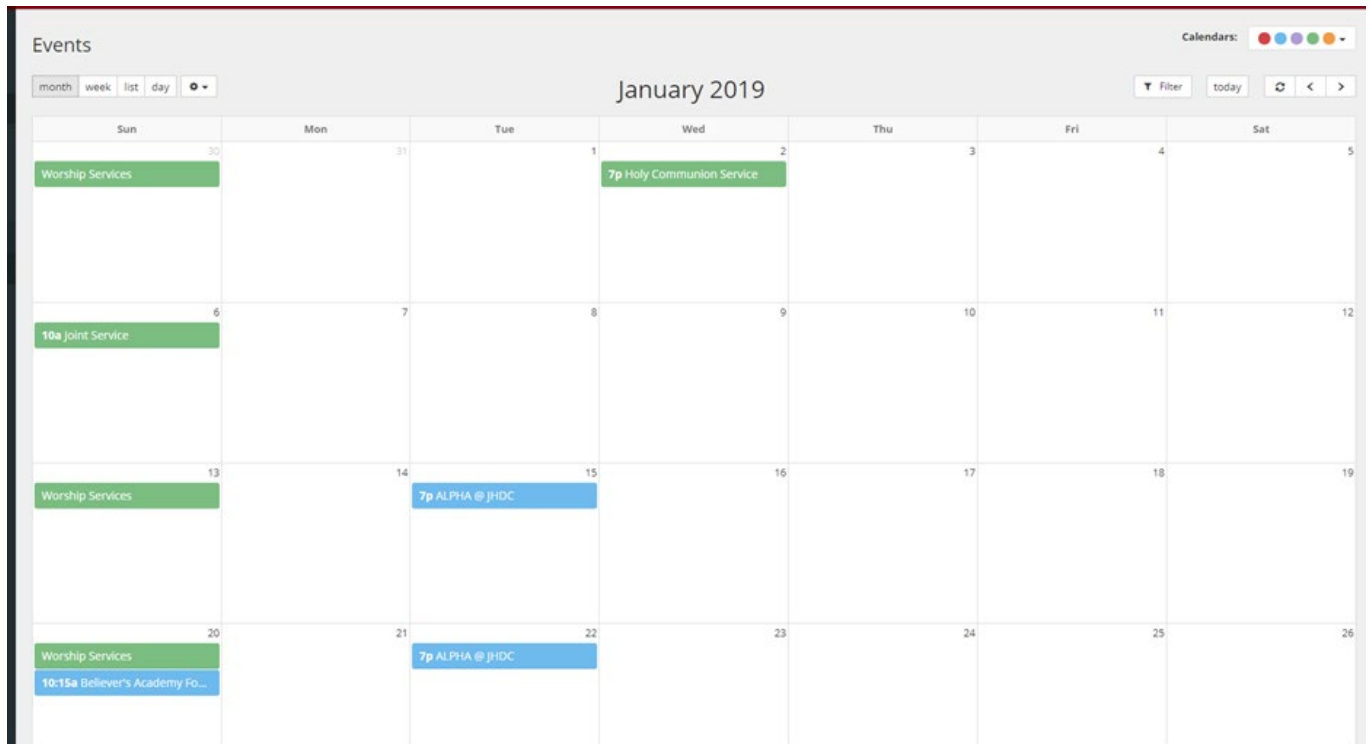 Events
Calendars:
month week list day
January 2019
Filter today
Sun Mon Tue Wed Thu Fri Sat
30 31 1 2 3 4 5
Worship Services 7p Holy Communion Service
6 7 8 9 10 11 12
10a Joint Service
13 14 15 16 17 18 19
Worship Services 7p ALPHA @ JHDC
20 21 22 23 24 25 26
Worship Services 7p ALPHA @ JHDC
10:15a Believer's Academy Fo...